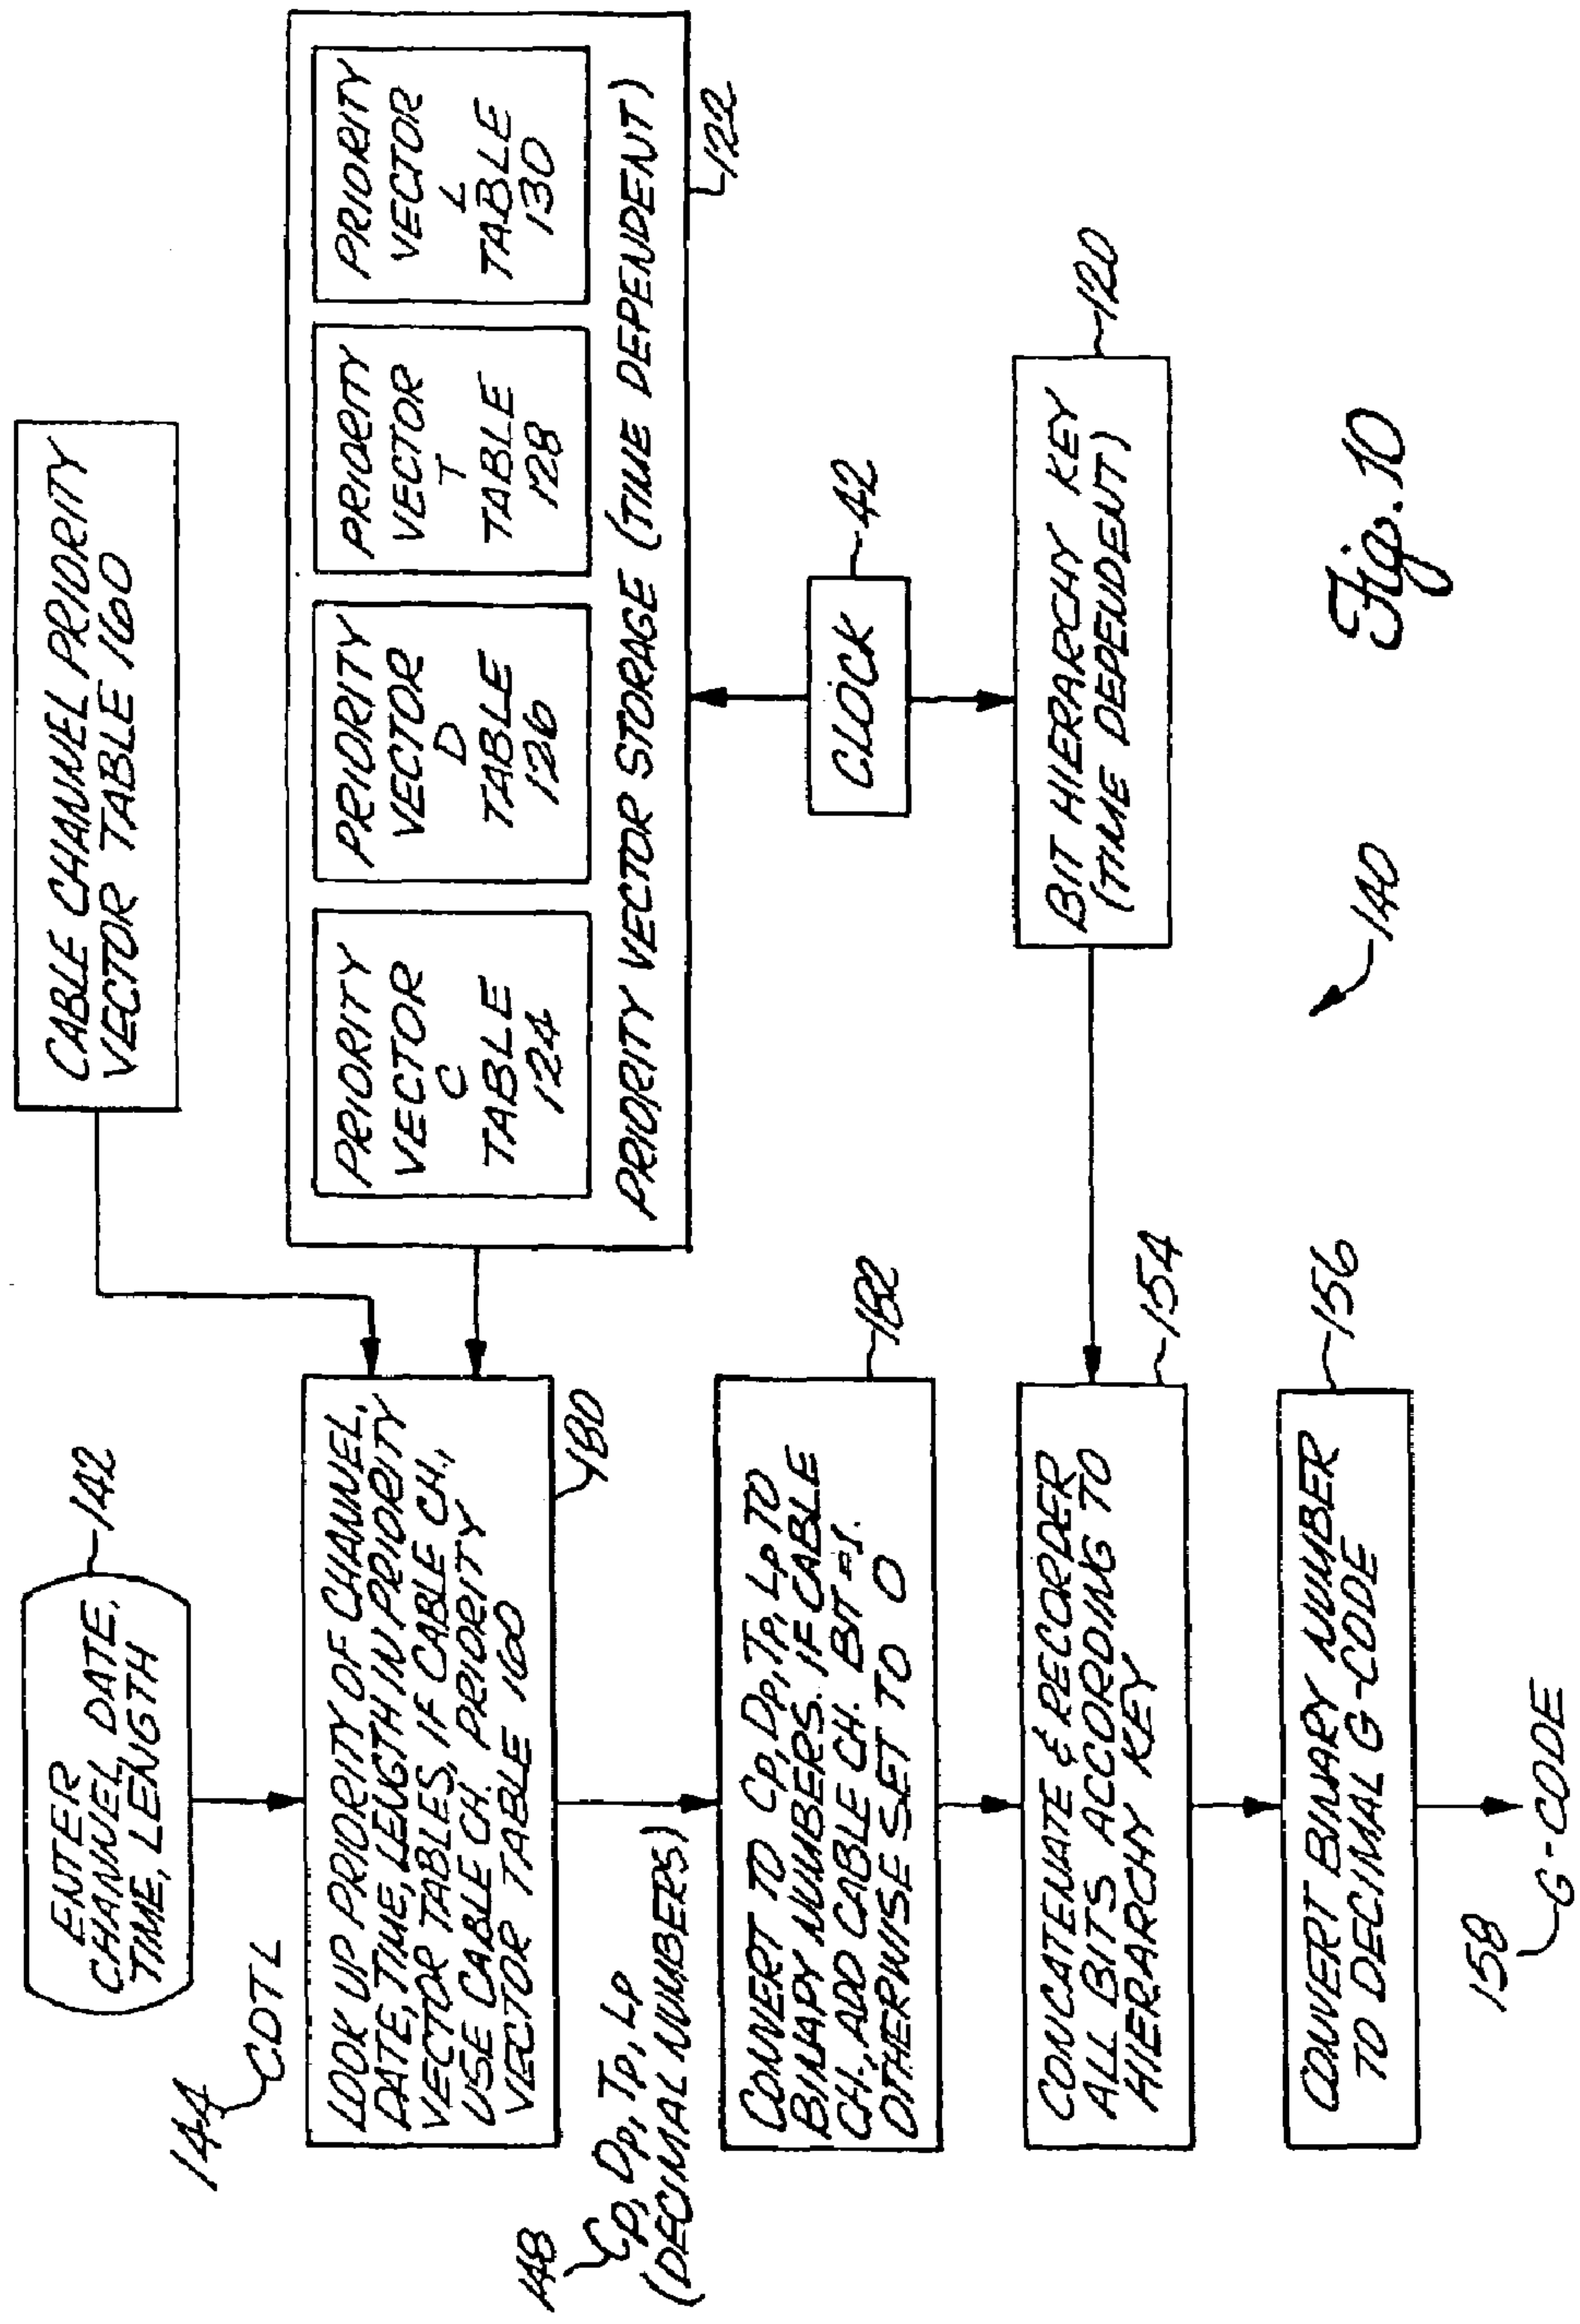 ENTER
CHANNEL, DATE,
TIME, LENGTH
142
144
CDTL
LOOK UP PRIORITY OF CHANNEL,
DATE, TIME, LENGTH IN PRIORITY
VECTOR TABLES, IF CABLE CH.,
USE CABLE CH. PRIORITY
VECTOR TABLE 160
180
148
Cp, Dp, Tp, Lp
(DECIMAL NUMBERS)
CONVERT TO Cp, Dp, Tp, Lp TO
BINARY NUMBERS. IF CABLE
CH., ADD CABLE CH. BIT=1.
OTHERWISE SET TO 0
182
CONCATENATE & RECORDER
ALL BITS ACCORDING TO
HIERARCHY KEY
154
CONVERT BINARY NUMBER
TO DECIMAL G-CODE
156
158
G-CODE
CABLE CHANNEL PRIORITY
VECTOR TABLE 160
PRIORITY
VECTOR
C
TABLE
124
PRIORITY
VECTOR
D
TABLE
126
PRIORITY
VECTOR
T
TABLE
128
PRIORITY
VECTOR
L
TABLE
130
PRIORITY VECTOR STORAGE (TIME DEPENDENT)
122
CLOCK
42
BIT HIERARCHY KEY
(TIME DEPENDENT)
120
140
Fig. 10